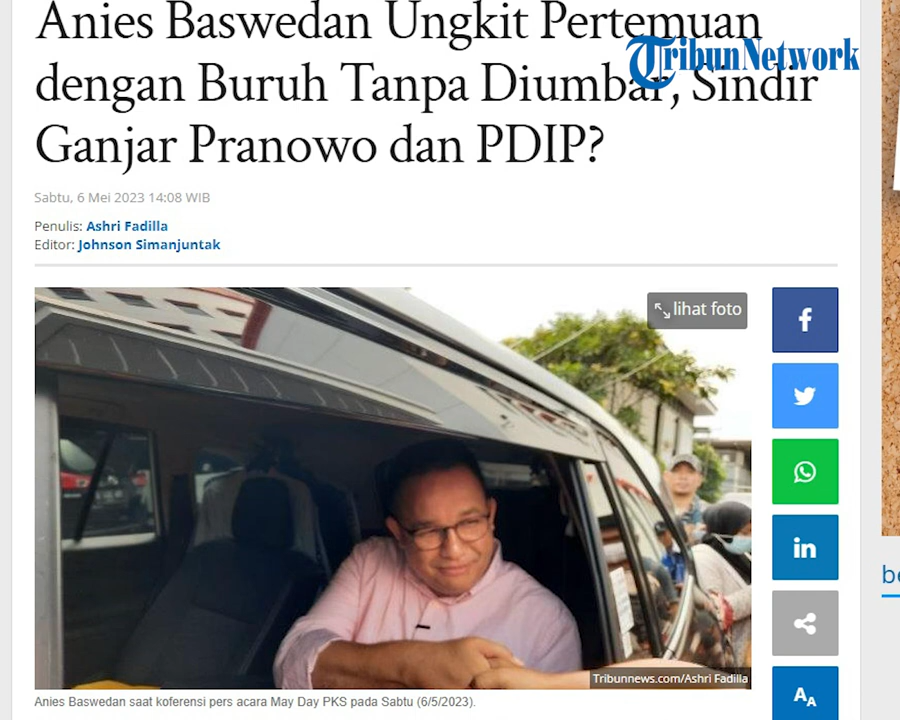 Anies Baswedan Ungkit Pertemuan
TribunNetwork
dengan Buruh Tanpa Diumbar, Sindir
Ganjar Pranowo dan PDIP?
Sabtu, 6 Mei 2023 14:08 WIB
Penulis: Ashri Fadilla
Editor: Johnson Simanjuntak
lihat foto
Tribunnews.com/Ashri Fadilla
Anies Baswedan saat koferensi pers acara May Day PKS pada Sabtu (6/5/2023).
AA
be